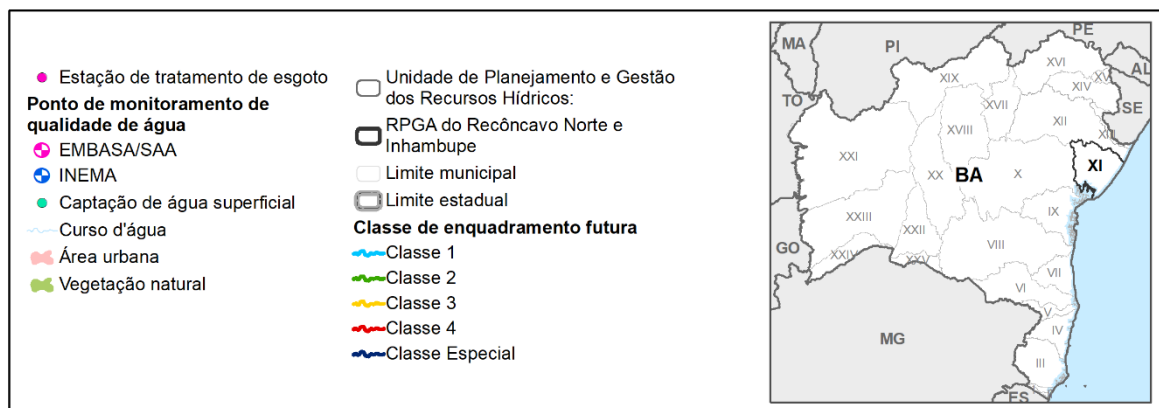 Estação de tratamento de esgoto
Ponto de monitoramento de
qualidade de água
EMBASA/SAA
INEMA
Captação de água superficial
Curso d'água
Área urbana
Vegetação natural
Unidade de Planejamento e Gestão
dos Recursos Hídricos:
RPGA do Recôncavo Norte e
Inhambupe
Limite municipal
Limite estadual
Classe de enquadramento futura
Classe 1
Classe 2
Classe 3
Classe 4
Classe Especial
MA
PI
PE
AL
TO
SE
XIX
XVI
XV
XIV
XVII
XII
XVIII
XIII
XXI
XX
BA
X
XI
IX
XXIII
XXII
VIII
GO
XXIV
XXV
VII
VI
V
IV
MG
III
ES